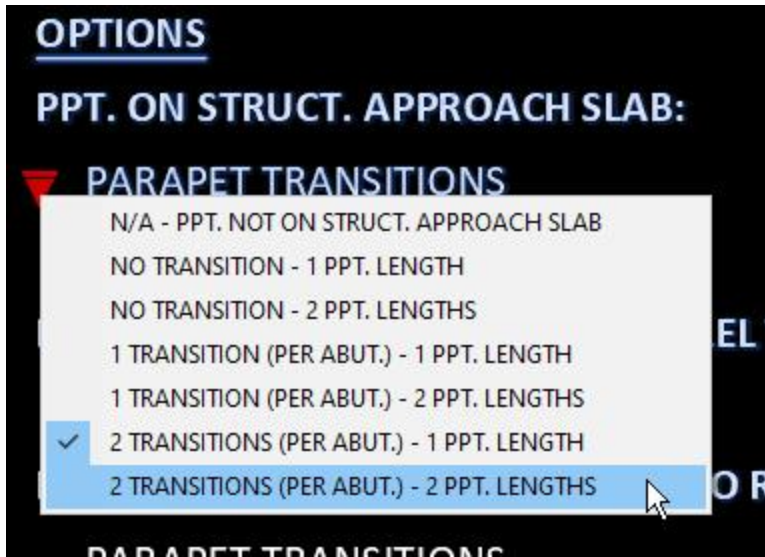 OPTIONS
PPT. ON STRUCT. APPROACH SLAB:
PARAPET TRANSITIONS
N/A - PPT. NOT ON STRUCT. APPROACH SLAB
NO TRANSITION - 1 PPT. LENGTH
NO TRANSITION - 2 PPT. LENGTHS
1 TRANSITION (PER ABUT.) - 1 PPT. LENGTH
1 TRANSITION (PER ABUT.) - 2 PPT. LENGTHS
2 TRANSITIONS (PER ABUT.) - 1 PPT. LENGTH
2 TRANSITIONS (PER ABUT.) - 2 PPT. LENGTHS
PARAPET TRANSITIONS